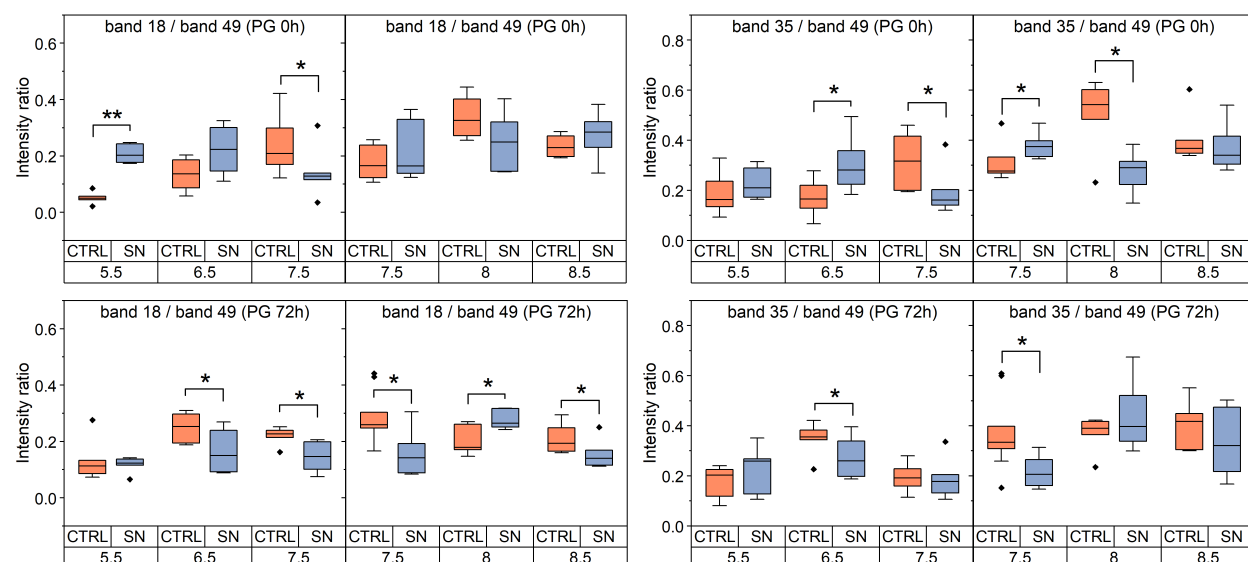 band 18 / band 49 (PG 0h)
band 18 / band 49 (PG 0h)
Intensity ratio
0.6
0.4
0.2
0.0
**
*
CTRL SN CTRL SN CTRL SN CTRL SN CTRL SN CTRL SN
5.5 6.5 7.5 7.5 8 8.5
band 35 / band 49 (PG 0h)
band 35 / band 49 (PG 0h)
Intensity ratio
0.8
0.6
0.4
0.2
0.0
*
*
*
*
CTRL SN CTRL SN CTRL SN CTRL SN CTRL SN CTRL SN
5.5 6.5 7.5 7.5 8 8.5
band 18 / band 49 (PG 72h)
band 18 / band 49 (PG 72h)
Intensity ratio
0.6
0.4
0.2
0.0
*
*
*
*
*
CTRL SN CTRL SN CTRL SN CTRL SN CTRL SN CTRL SN
5.5 6.5 7.5 7.5 8 8.5
band 35 / band 49 (PG 72h)
band 35 / band 49 (PG 72h)
Intensity ratio
0.8
0.6
0.4
0.2
0.0
*
*
CTRL SN CTRL SN CTRL SN CTRL SN CTRL SN CTRL SN
5.5 6.5 7.5 7.5 8 8.5